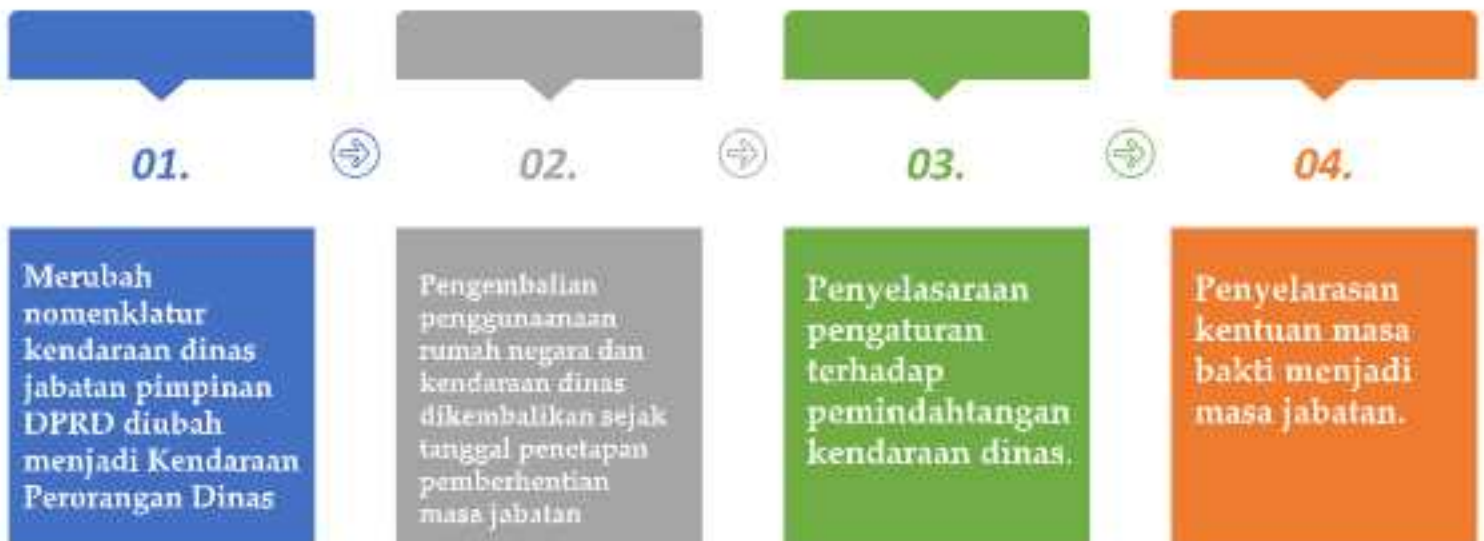 01.
02.
03.
04.
Merubah
nomenklatur
kendaraan dinas
jabatan pimpinan
DPRD diubah
menjadi Kendaraan
Perorangan Dinas
Pengembalian
penggunaanaan
rumah negara dan
kendaraan dinas
dikembalikan sejak
tanggal penetapan
pemberhentian
masa jabatan
Penyelasaraan
pengaturan
terhadap
pemindahtangan
kendaraan dinas.
Penyelarasan
kentuan masa
bakti menjadi
masa jabatan.